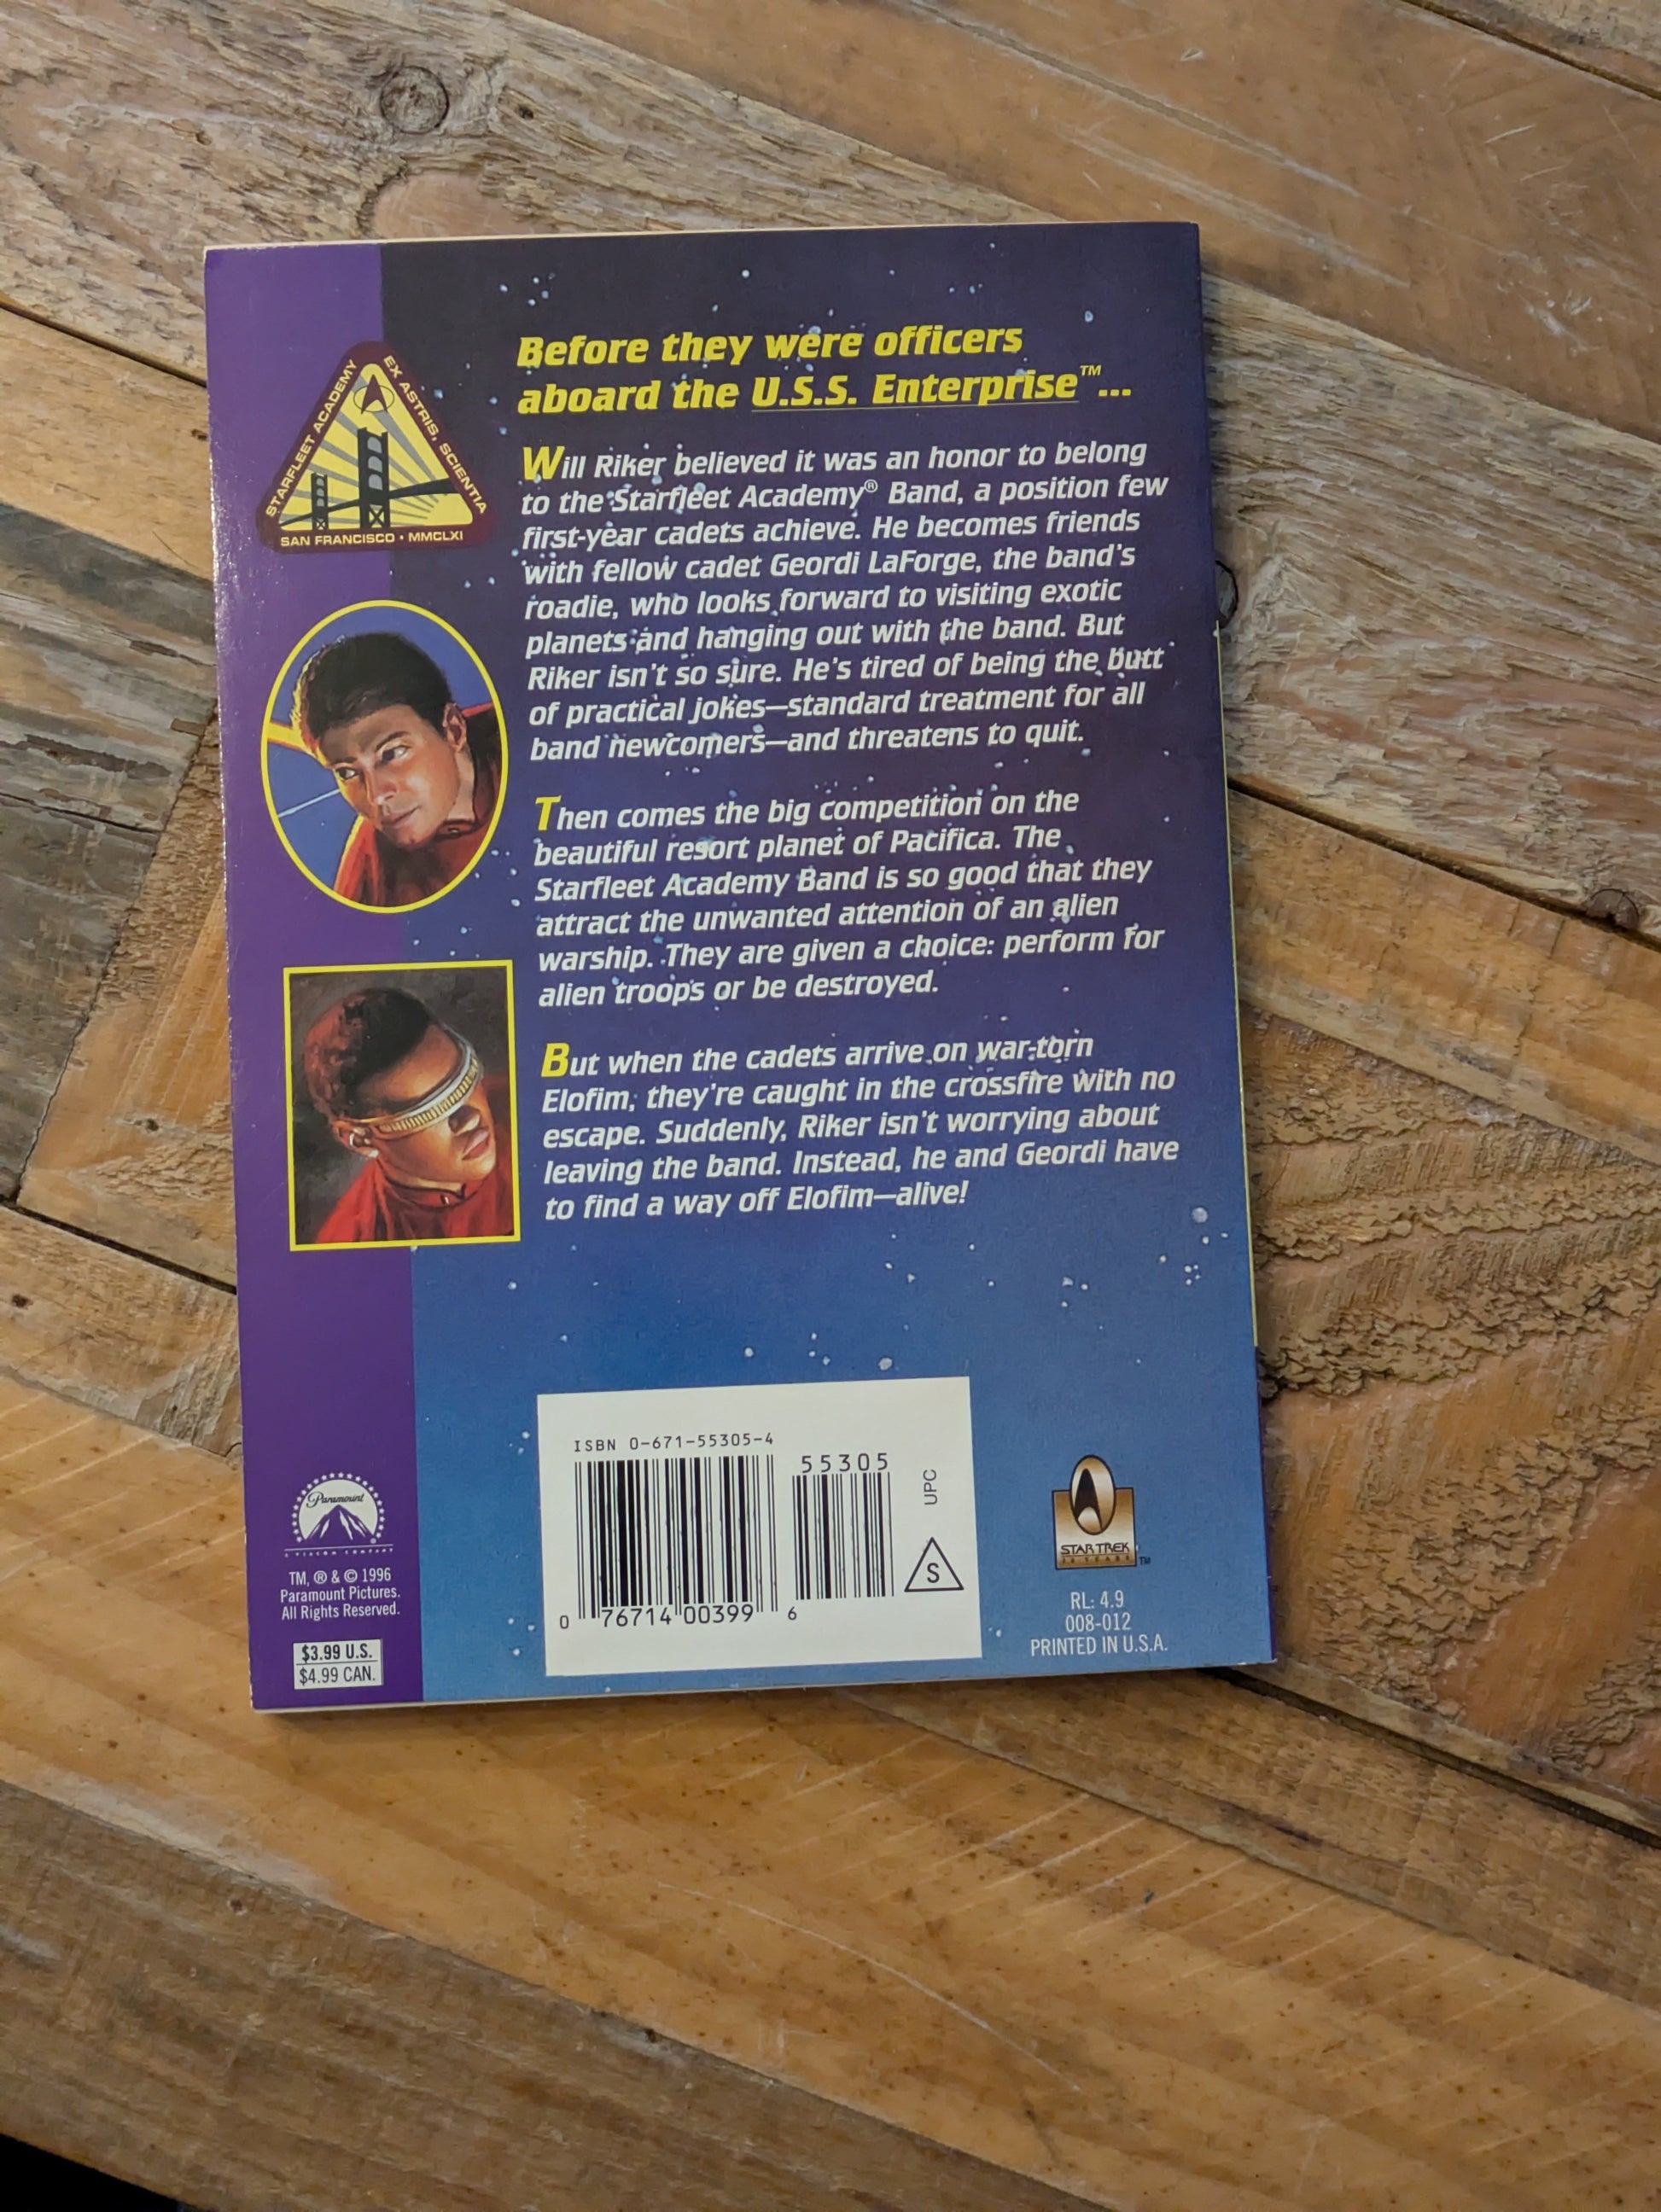 STARFLEET ACADEMY
EX ASTRIS, SCIENTIA
SAN FRANCISCO • MMCLXI
Before they were officers
aboard the U.S.S. Enterprise™...
Will Riker believed it was an honor to belong
to the Starfleet Academy® Band, a position few
first-year cadets achieve. He becomes friends
with fellow cadet Geordi LaForge, the band's
roadie, who looks forward to visiting exotic
planets and hanging out with the band. But
Riker isn't so sure. He's tired of being the butt
of practical jokes—standard treatment for all
band newcomers—and threatens to quit.
Then comes the big competition on the
beautiful resort planet of Pacifica. The
Starfleet Academy Band is so good that they
attract the unwanted attention of an alien
warship. They are given a choice: perform for
alien troops or be destroyed.
But when the cadets arrive on war-torn
Elofim, they're caught in the crossfire with no
escape. Suddenly, Riker isn't worrying about
leaving the band. Instead, he and Geordi have
to find a way off Elofim—alive!
Paramount
A VIACOM COMPANY
TM, ® & © 1996
Paramount Pictures.
All Rights Reserved.
$3.99 U.S.
$4.99 CAN.
ISBN 0-671-55305-4
55305
0 76714 00399 6
UPC
S
STAR TREK
30 YEARS
TM
RL: 4.9
008-012
PRINTED IN U.S.A.